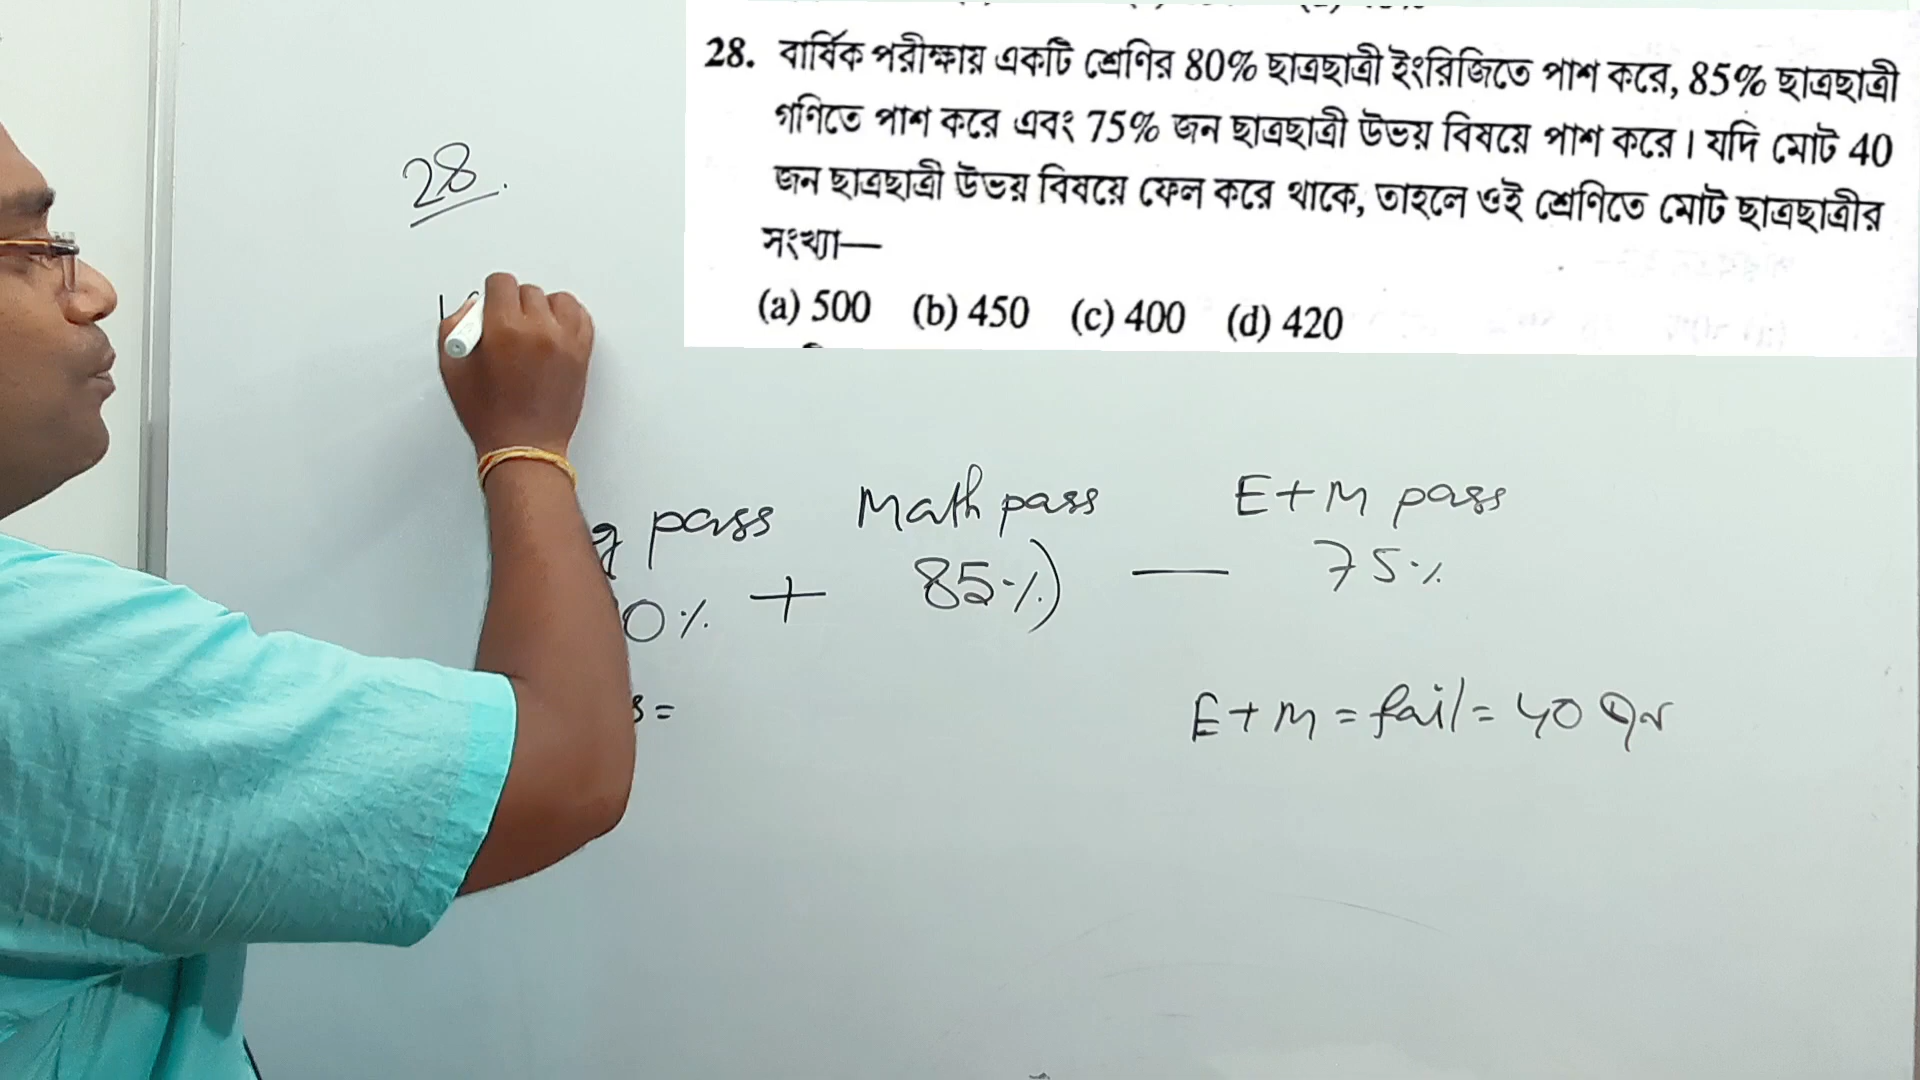 28. বার্ষিক পরীক্ষায় একটি শ্রেণির 80% ছাত্রছাত্রী ইংরিজিতে পাশ করে, 85% ছাত্রছাত্রী
গণিতে পাশ করে এবং 75% জন ছাত্রছাত্রী উভয় বিষয়ে পাশ করে। যদি মোট 40
জন ছাত্রছাত্রী উভয় বিষয়ে ফেল করে থাকে, তাহলে ওই শ্রেণিতে মোট ছাত্রছাত্রীর
সংখ্যা—
(a) 500 (b) 450 (c) 400 (d) 420
28.
pass Math pass E+M pass
0% + 85%) — 75%
E+M = fail = 40 জন